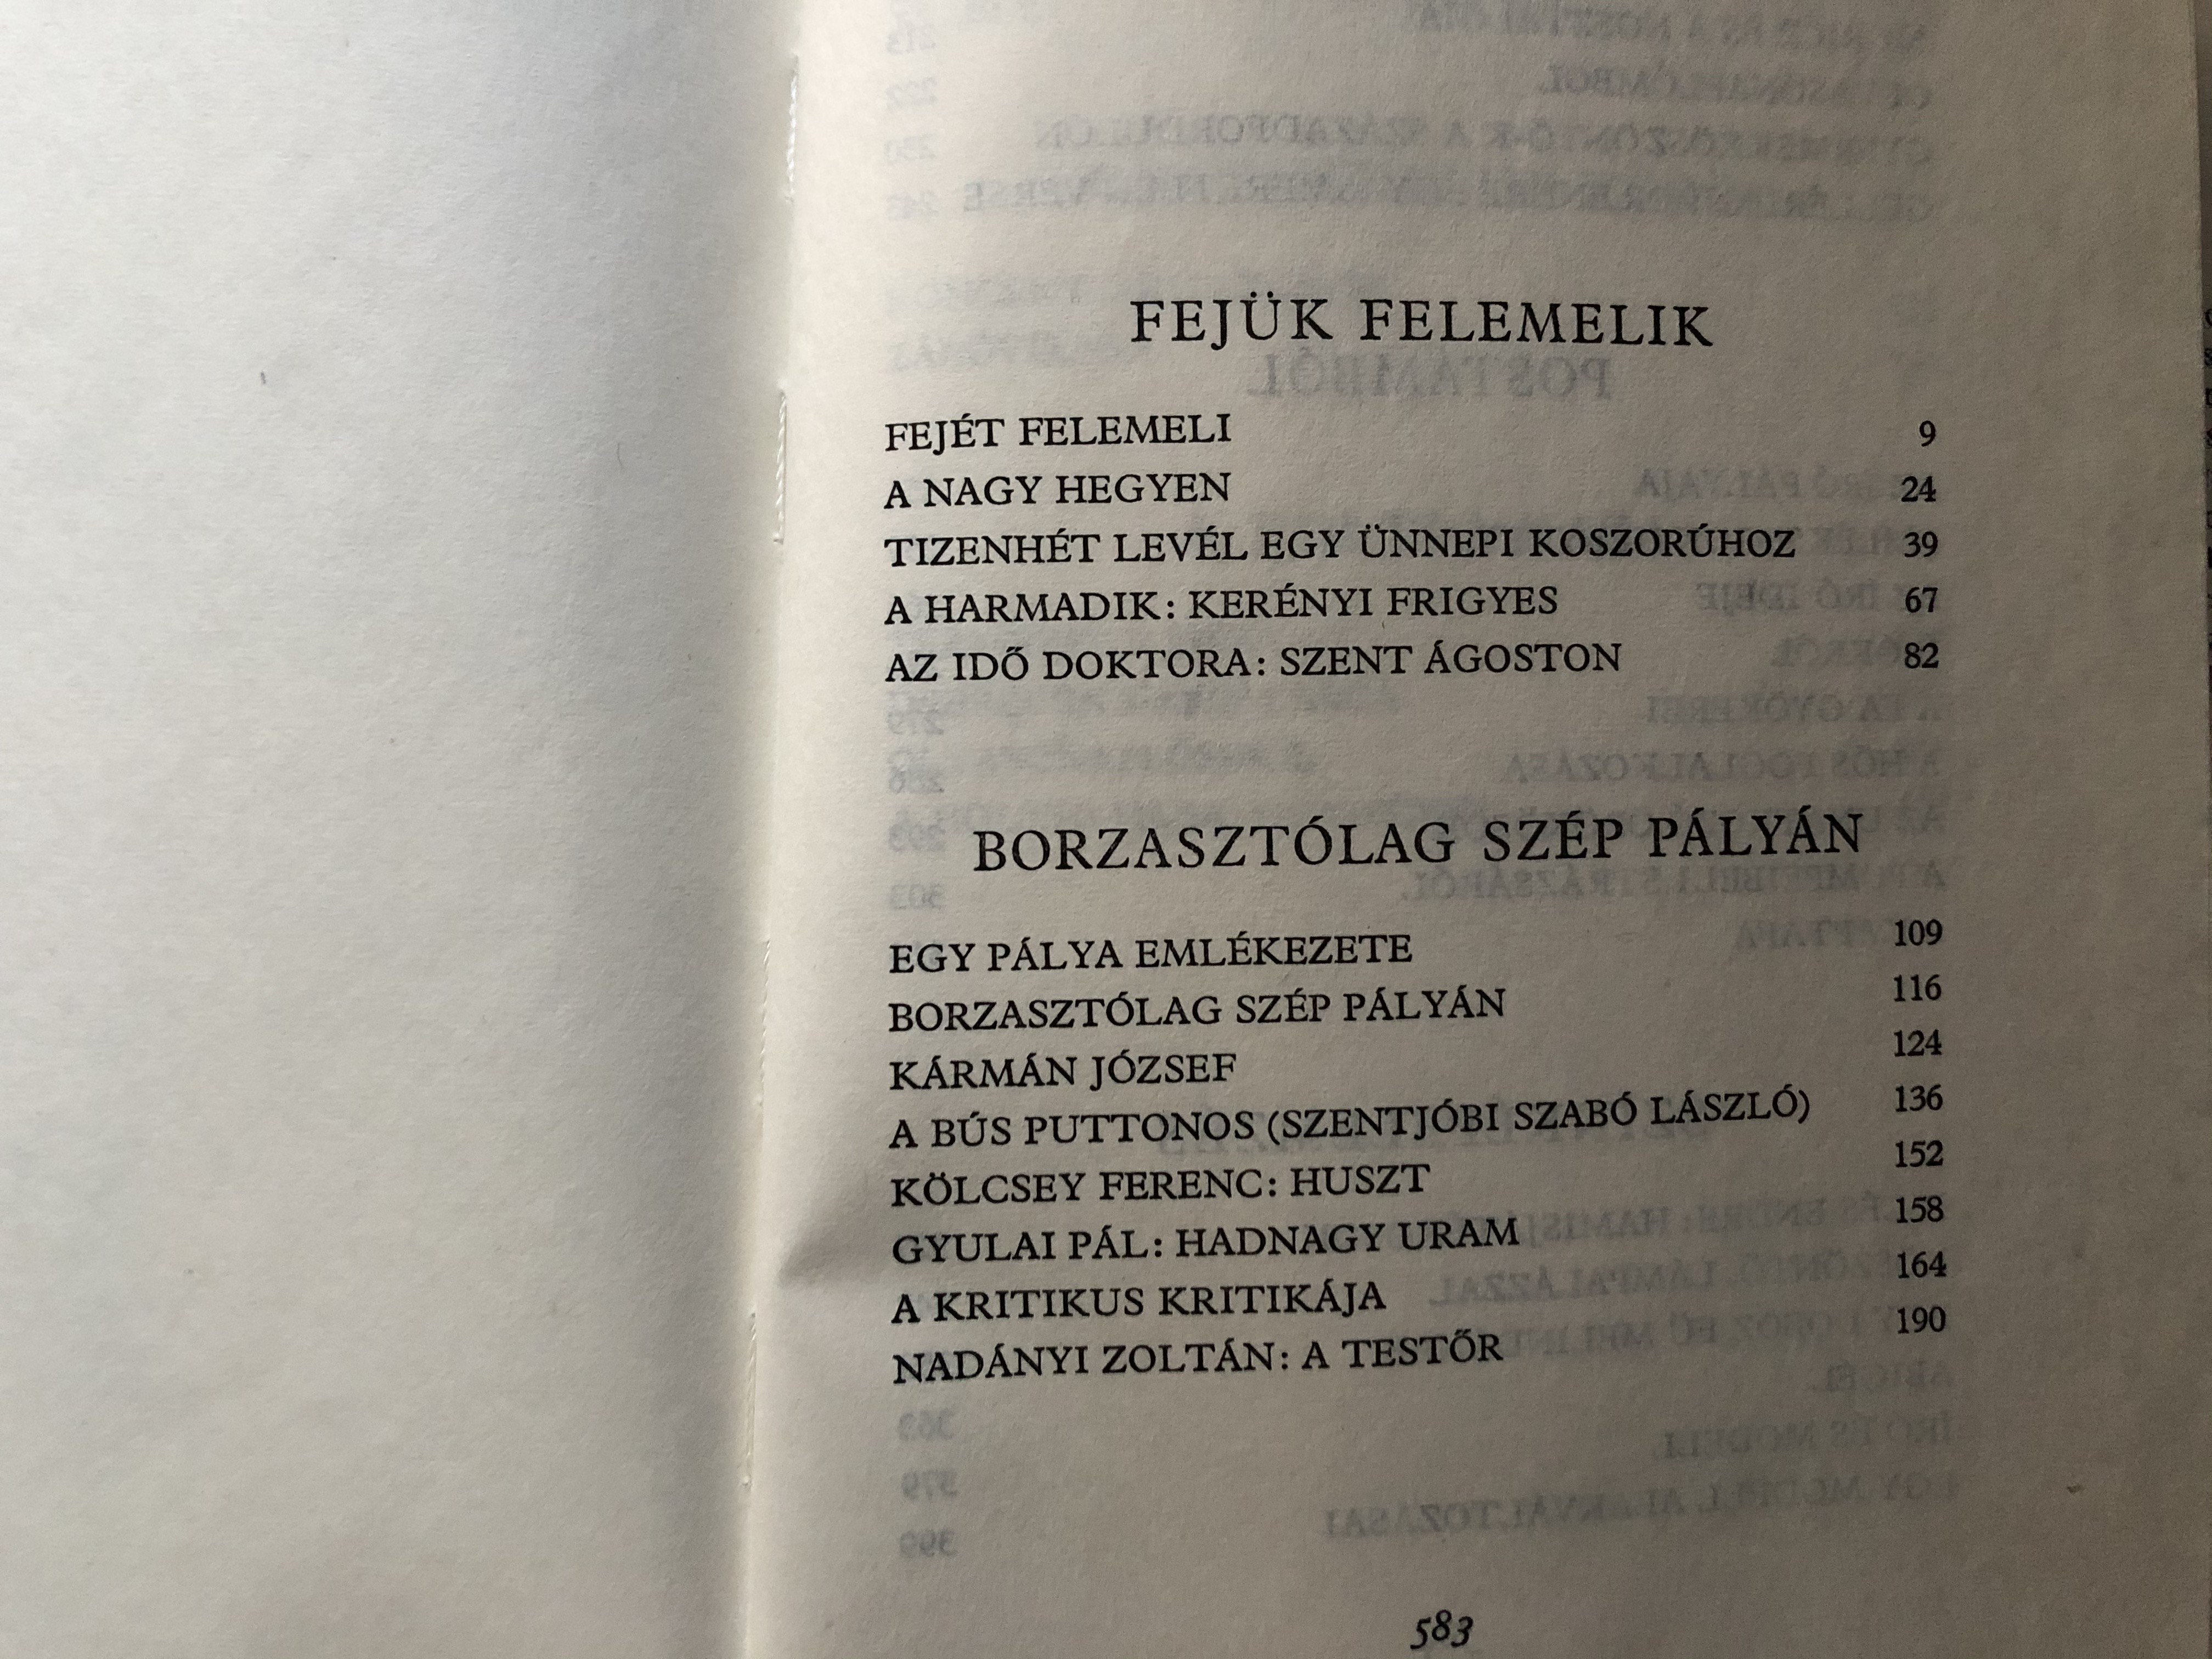 FEJÜK FELEMELIK
FEJÉT FELEMELI 9
A NAGY HEGYEN 24
TIZENHÉT LEVÉL EGY ÜNNEPI KOSZORÚHOZ 39
A HARMADIK: KERÉNYI FRIGYES 67
AZ IDŐ DOKTORA: SZENT ÁGOSTON 82
BORZASZTÓLAG SZÉP PÁLYÁN
EGY PÁLYA EMLÉKEZETE 109
BORZASZTÓLAG SZÉP PÁLYÁN 116
KÁRMÁN JÓZSEF 124
A BÚS PUTTONOS (SZENTJÓBI SZABÓ LÁSZLÓ) 136
KÖLCSEY FERENC: HUSZT 152
GYULAI PÁL: HADNAGY URAM 158
A KRITIKUS KRITIKÁJA 164
NADÁNYI ZOLTÁN: A TESTŐR 190
583